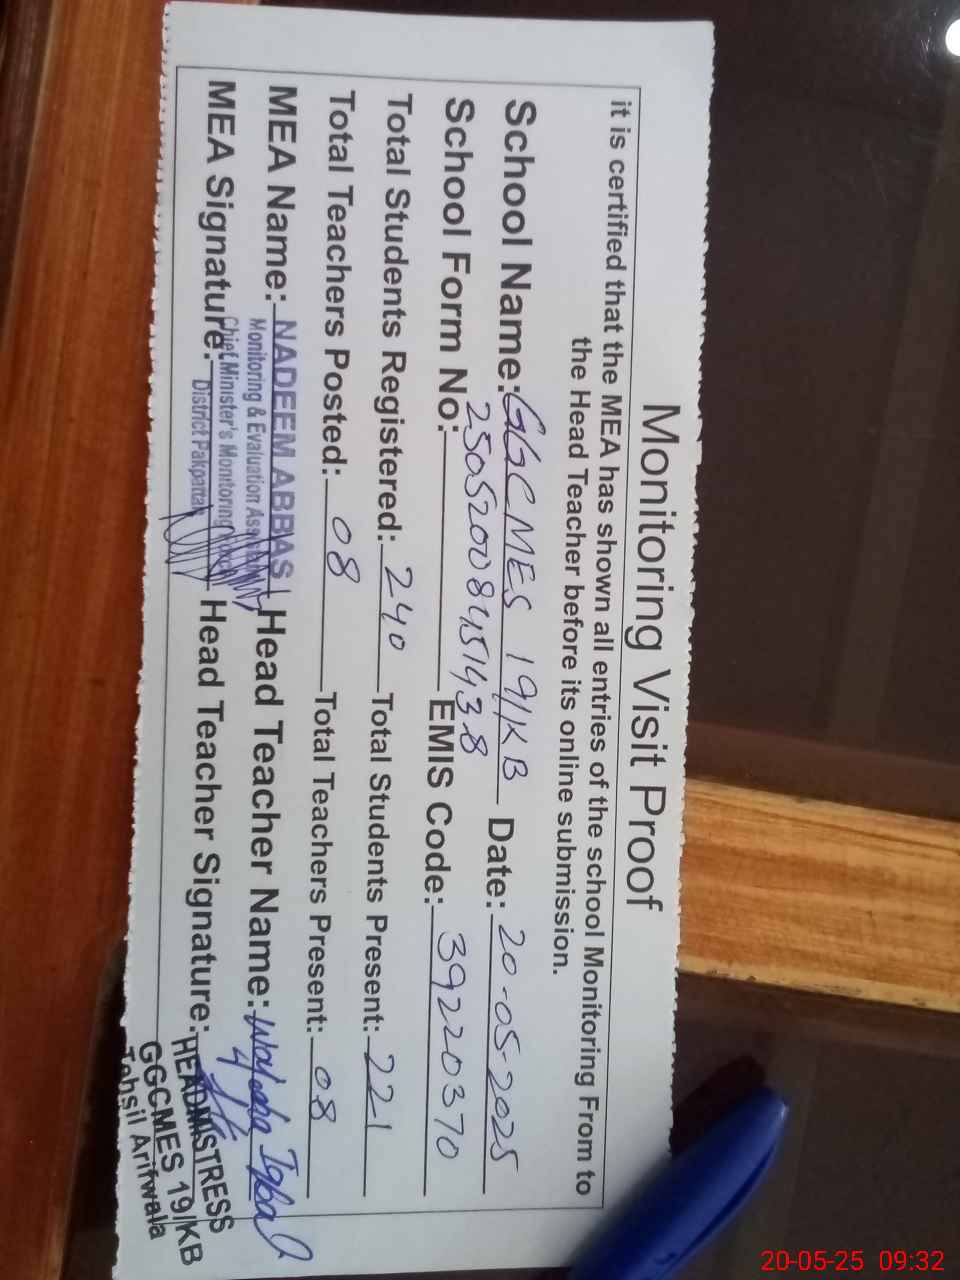 Monitoring Visit Proof
it is certified that the MEA has shown all entries of the school Monitoring From to
the Head Teacher before its online submission.
School Name: GGCMES 19/KB Date: 20-05-2025
School Form No: 25052008451438 EMIS Code: 39220370
Total Students Registered: 240 Total Students Present: 221
Total Teachers Posted: 08 Total Teachers Present: 08
MEA Name: NADEEM ABBAS Head Teacher Name: Iqbal
Monitoring & Evaluation Assistant
MEA Signature: Head Teacher Signature:
Chief Minister's Monitoring
District Pakpattan
HEADMISTRESS
GGCMES 19/KB
Tehsil Arifwala
20-05-25 09:32